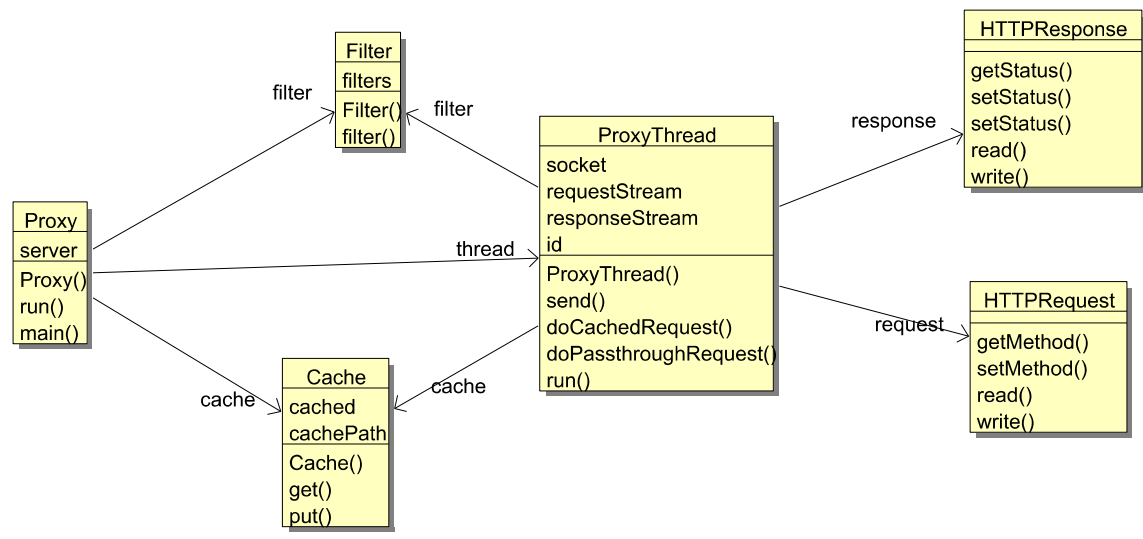 Filter
filters
Filter()
filter()
filter
filter
HTTPResponse
getStatus()
setStatus()
setStatus()
read()
write()
response
ProxyThread
socket
requestStream
responseStream
id
ProxyThread()
send()
doCachedRequest()
doPassthroughRequest()
run()
Proxy
server
Proxy()
run()
main()
thread
HTTPRequest
getMethod()
setMethod()
read()
write()
request
cache
cache
Cache
cached
cachePath
Cache()
get()
put()